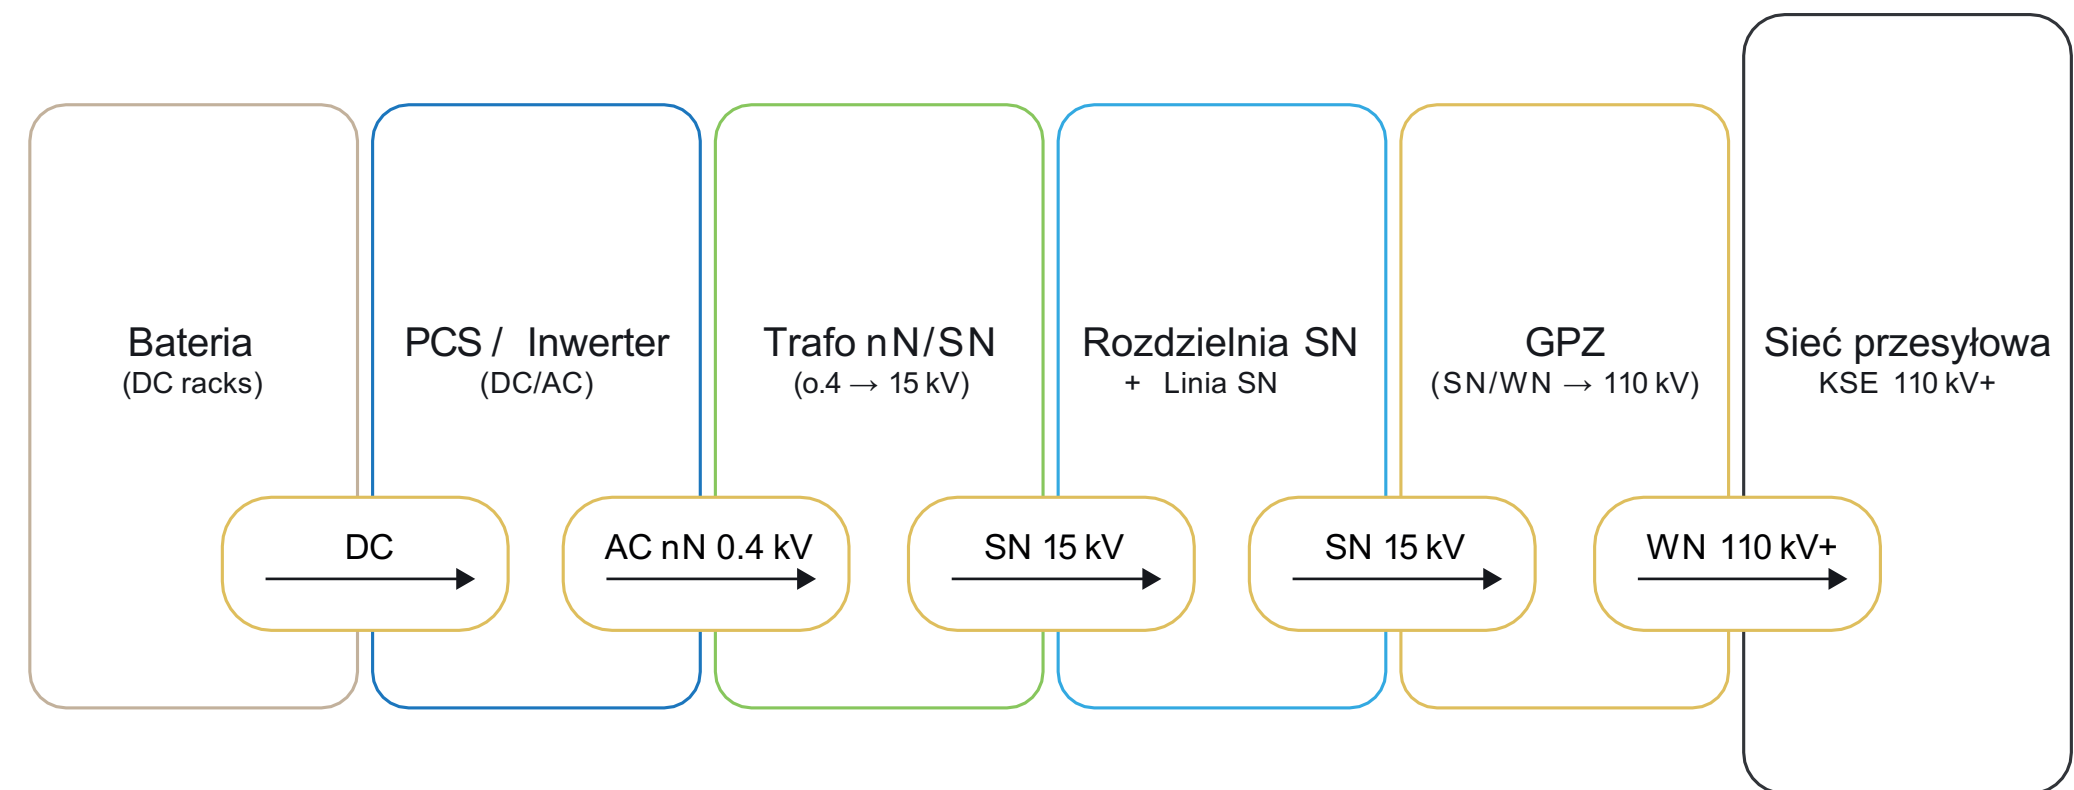 Bateria
(DC racks)
PCS / Inwerter
(DC/AC)
Trafo nN/SN
(o.4 → 15 kV)
Rozdzielnia SN
+ Linia SN
GPZ
(SN/WN → 110 kV)
Sieć przesyłowa
KSE 110 kV+
DC
AC nN 0.4 kV
SN 15 kV
SN 15 kV
WN 110 kV+